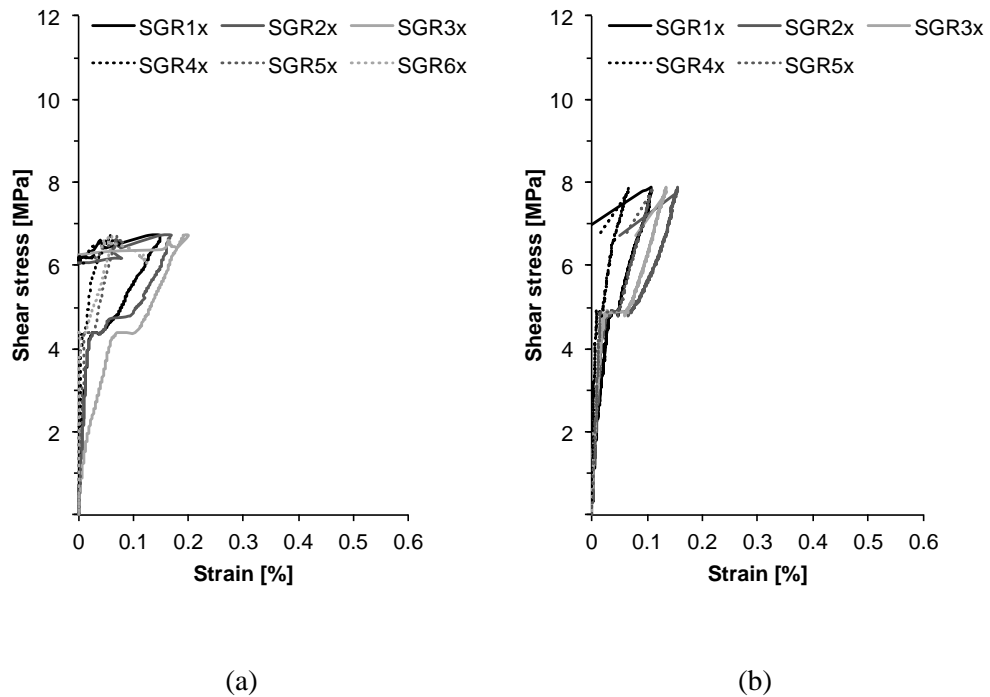 12
SGR1x SGR2x SGR3x
SGR4x SGR5x SGR6x
10
8
6
4
2
Shear stress [MPa]
0 0.1 0.2 0.3 0.4 0.5 0.6
Strain [%]
(a)
12
SGR1x SGR2x SGR3x
SGR4x SGR5x
10
8
6
4
2
Shear stress [MPa]
0 0.1 0.2 0.3 0.4 0.5 0.6
Strain [%]
(b)